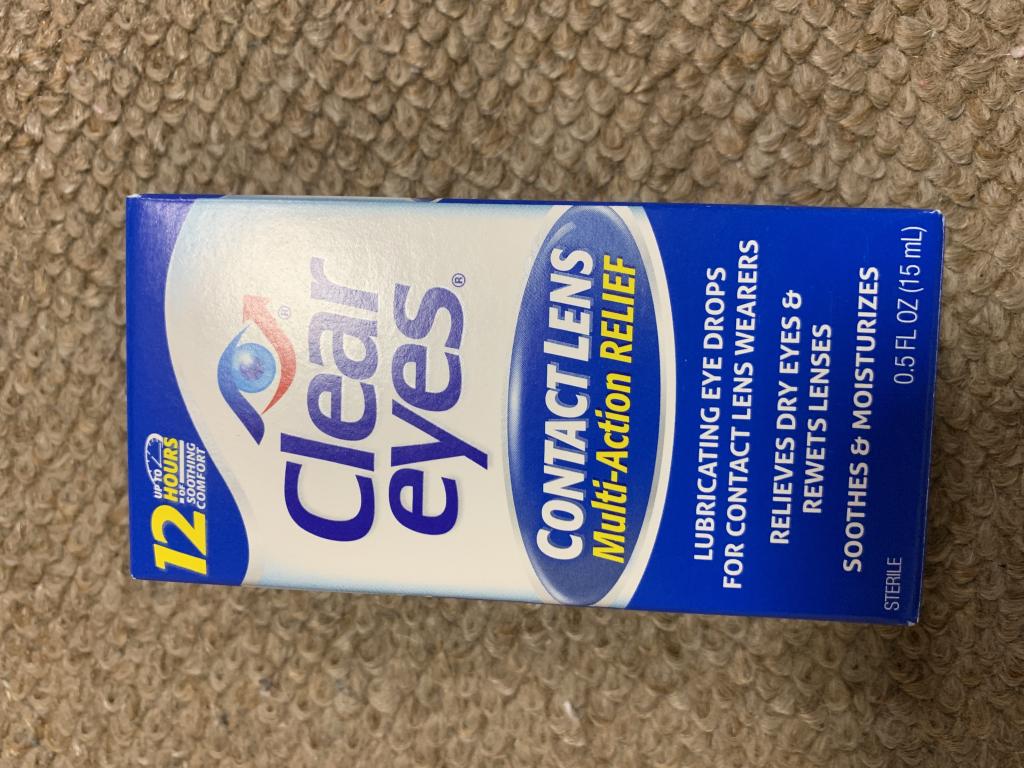 12 UP TO
HOURS
OF
SOOTHING
COMFORT
®
Clear
eyes®
CONTACT LENS
Multi-Action RELIEF
LUBRICATING EYE DROPS
FOR CONTACT LENS WEARERS
RELIEVES DRY EYES &
REWETS LENSES
SOOTHES & MOISTURIZES
STERILE 0.5 FL OZ (15 mL)